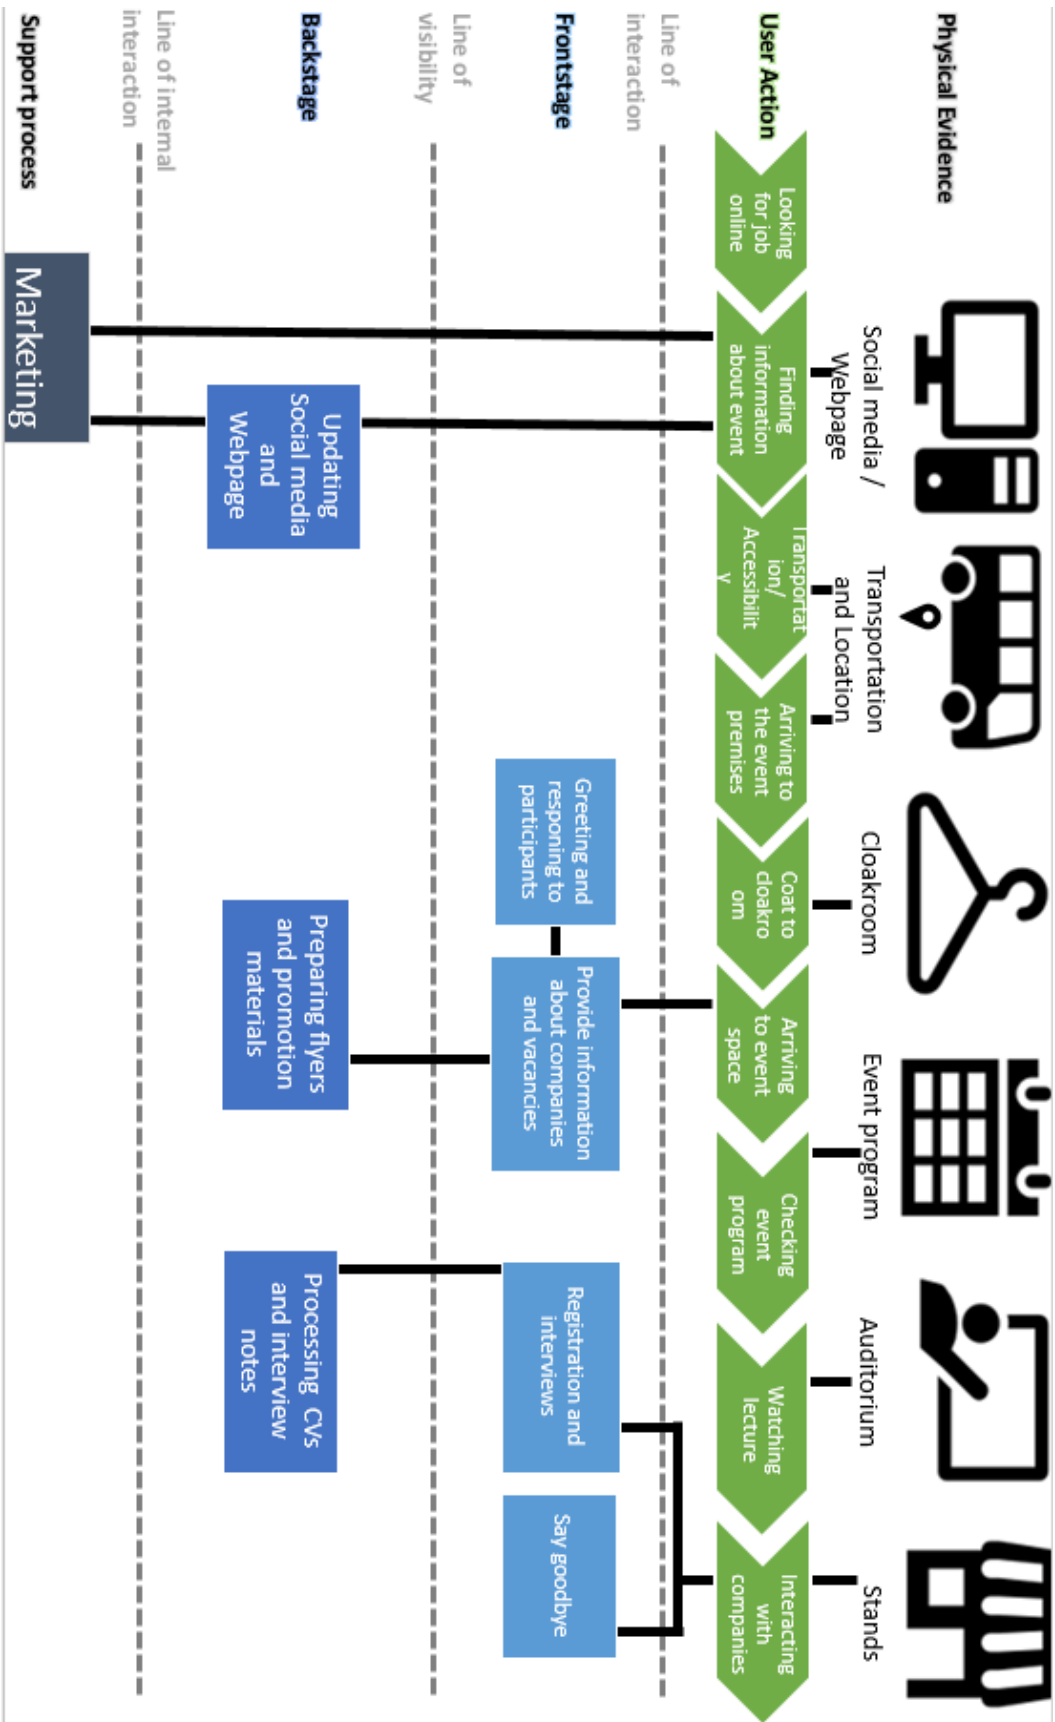 Physical Evidence
Social media /
Webpage
Transportation
and Location
Cloakroom
Event program
Auditorium
Stands
User Action
Looking
for job
online
Finding
information
about event
Transportat
ion/
Accessibilit
y
Arriving to
the event
premises
Coat to
cloakro
om
Arriving
to event
space
Checking
event
program
Watching
lecture
Interacting
with
companies
Line of
interaction
Frontstage
Greeting and
responing to
participants
Provide information
about companies
and vacancies
Registration and
interviews
Say goodbye
Line of
visibility
Backstage
Updating
Social media
and
Webpage
Preparing flyers
and promotion
materials
Processing CVs
and interview
notes
Line of internal
interaction
Support process
Marketing